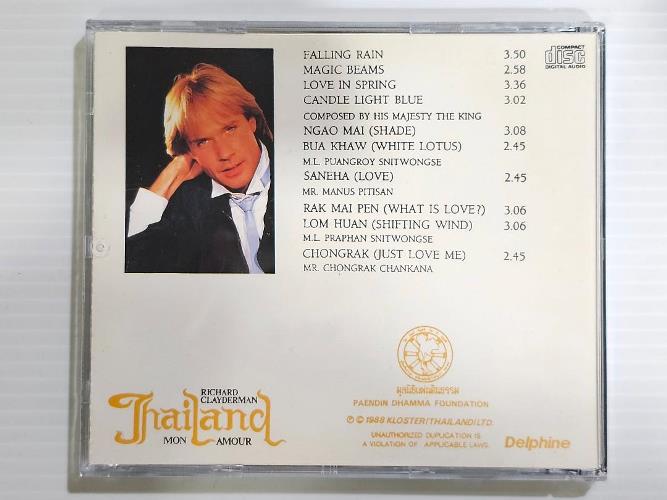 FALLING RAIN 3.50
MAGIC BEAMS 2.58
LOVE IN SPRING 3.36
CANDLE LIGHT BLUE 3.02
COMPOSED BY HIS MAJESTY THE KING
NGAO MAI (SHADE) 3.08
BUA KHAW (WHITE LOTUS) 2.45
M.L. PUANGROY SNITWONGSE
SANEHA (LOVE) 2.45
MR. MANUS PITISAN
RAK MAI PEN (WHAT IS LOVE?) 3.06
LOM HUAN (SHIFTING WIND) 3.06
M.L. PRAPHAN SNITWONGSE
CHONGRAK (JUST LOVE ME) 2.45
MR. CHONGRAK CHANKANA
COMPACT
disc
DIGITAL AUDIO
RICHARD
CLAYDERMAN
Thailand
MON AMOUR
มูลนิธิแผ่นดินธรรม
PAENDIN DHAMMA FOUNDATION
℗ © 1988 KLOSTER (THAILAND) LTD.
UNAUTHORIZED DUPLICATION IS
A VIOLATION OF APPLICABLE LAWS.
Delphine